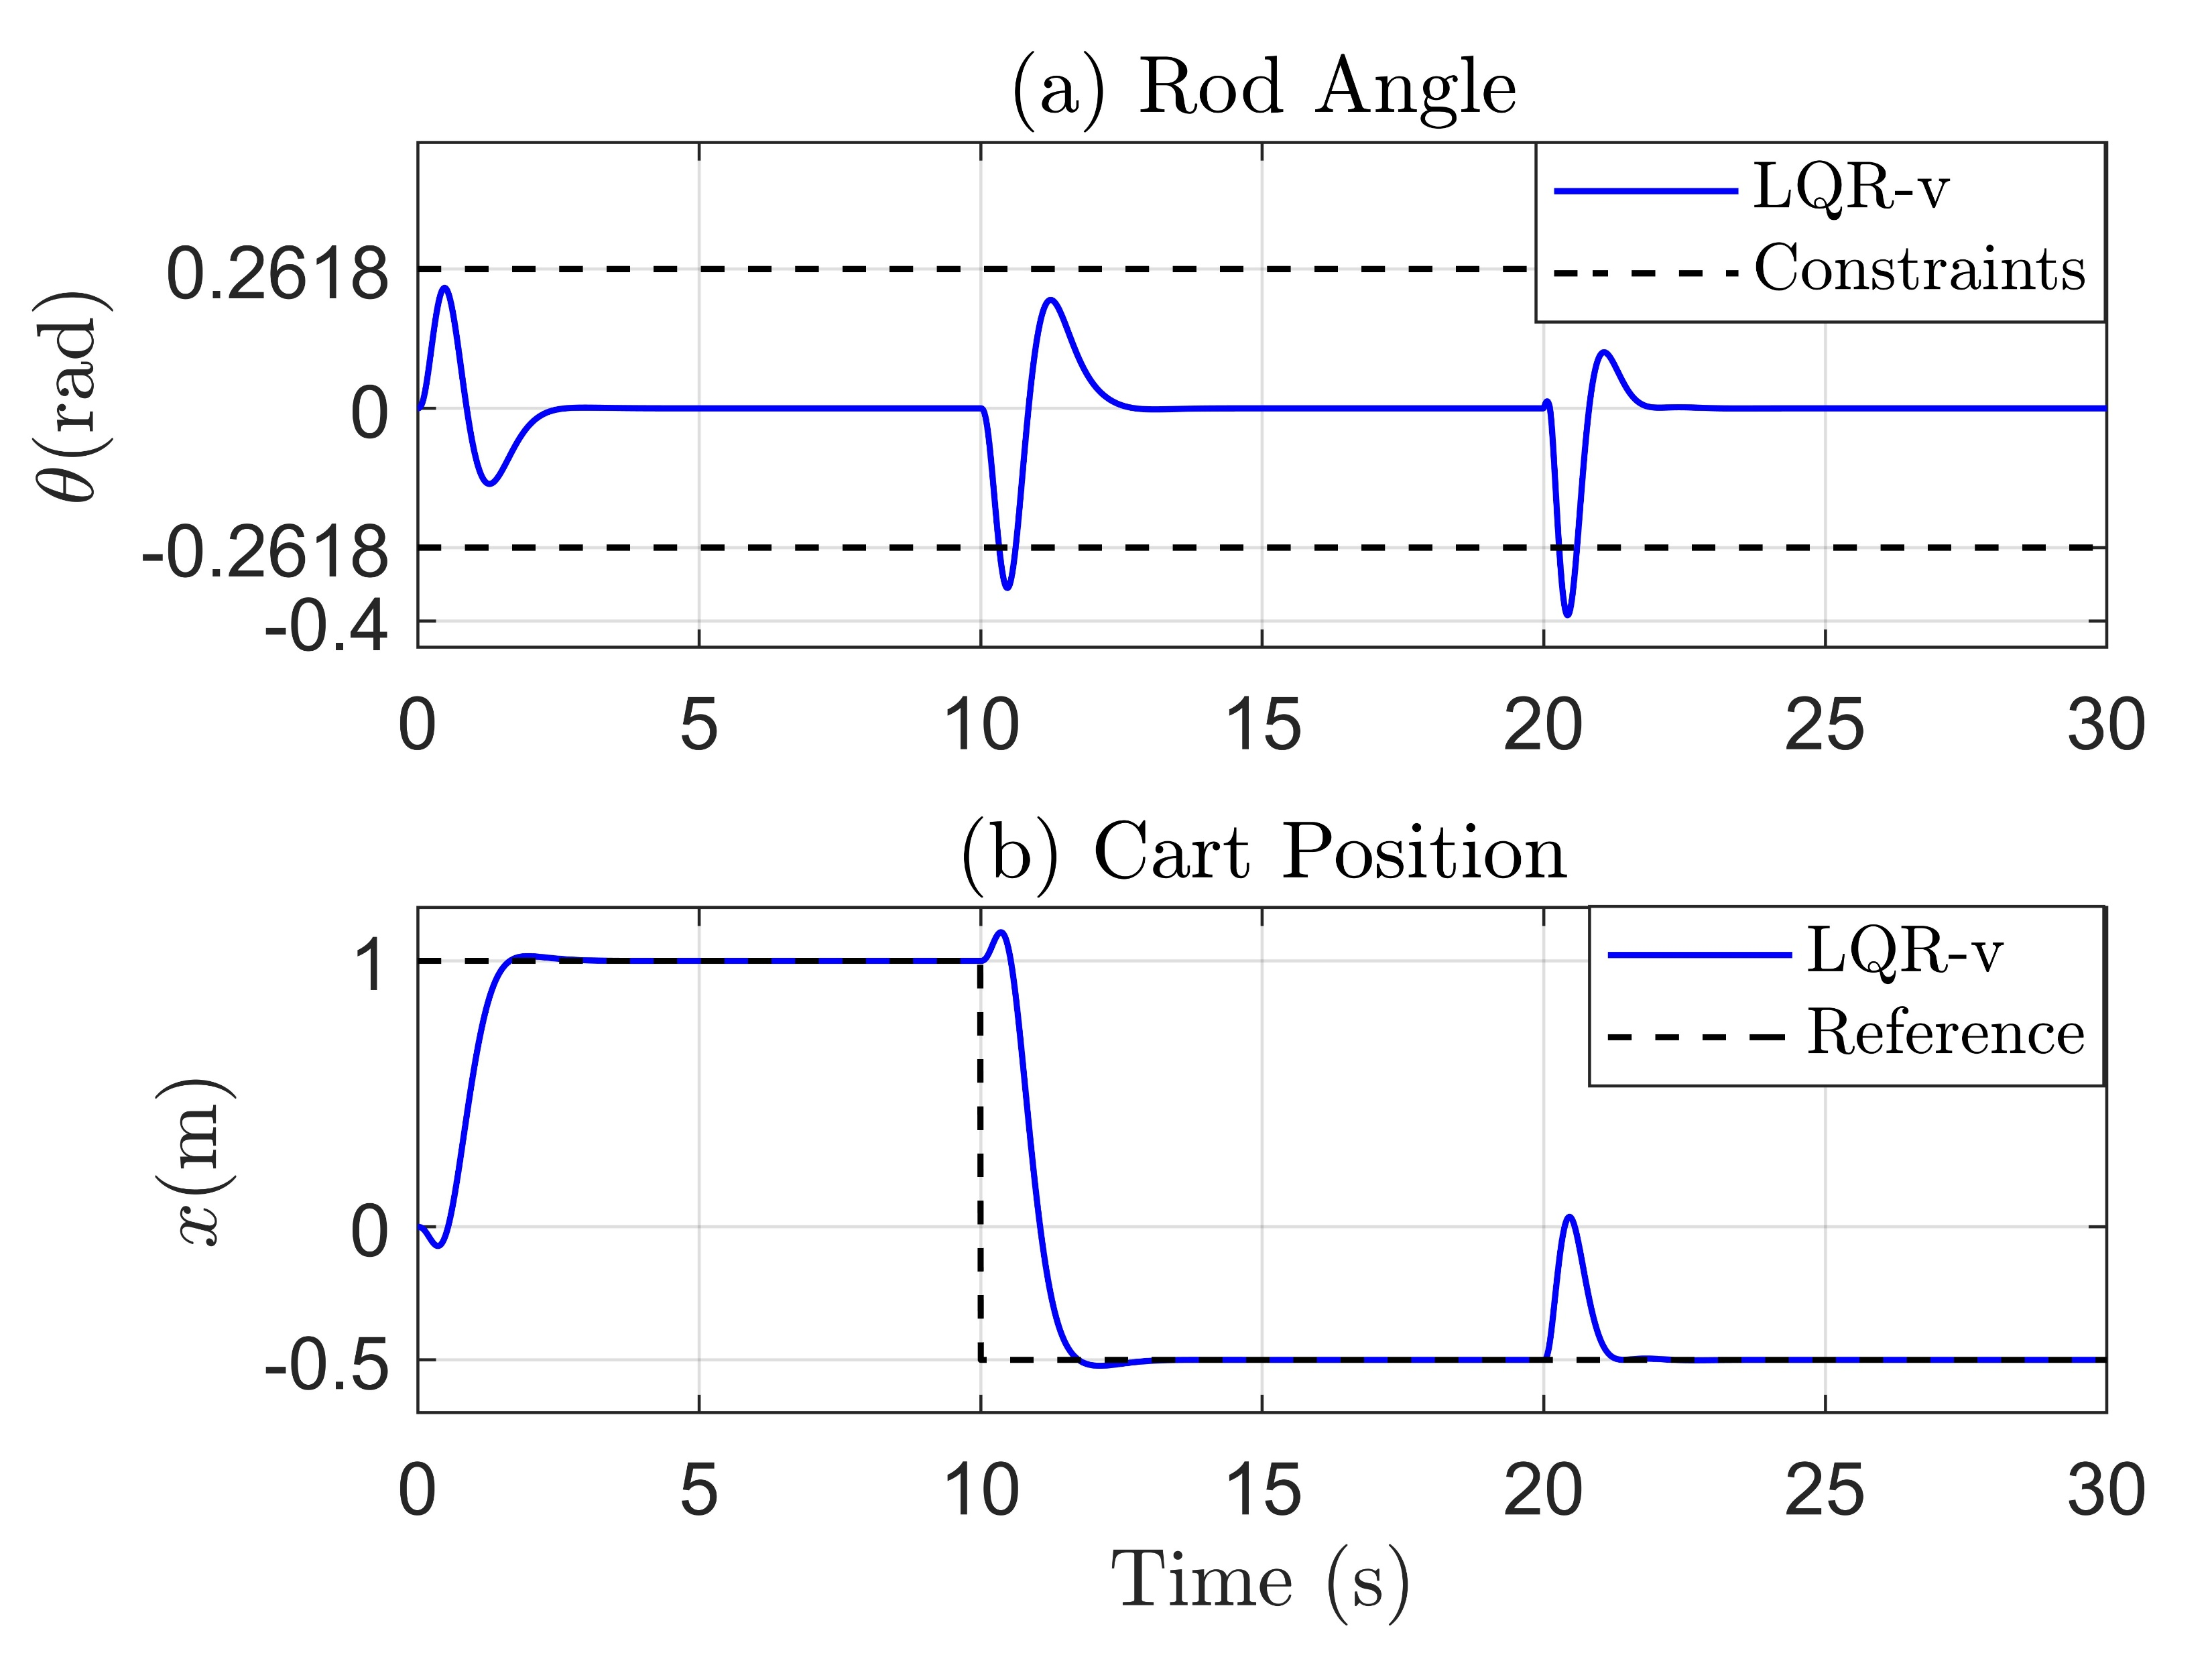 (a) Rod Angle
LQR-v
Constraints
θ(rad)
0.2618
0
-0.2618
-0.4
0 5 10 15 20 25 30
(b) Cart Position
LQR-v
Reference
x(m)
1
0
-0.5
0 5 10 15 20 25 30
Time (s)